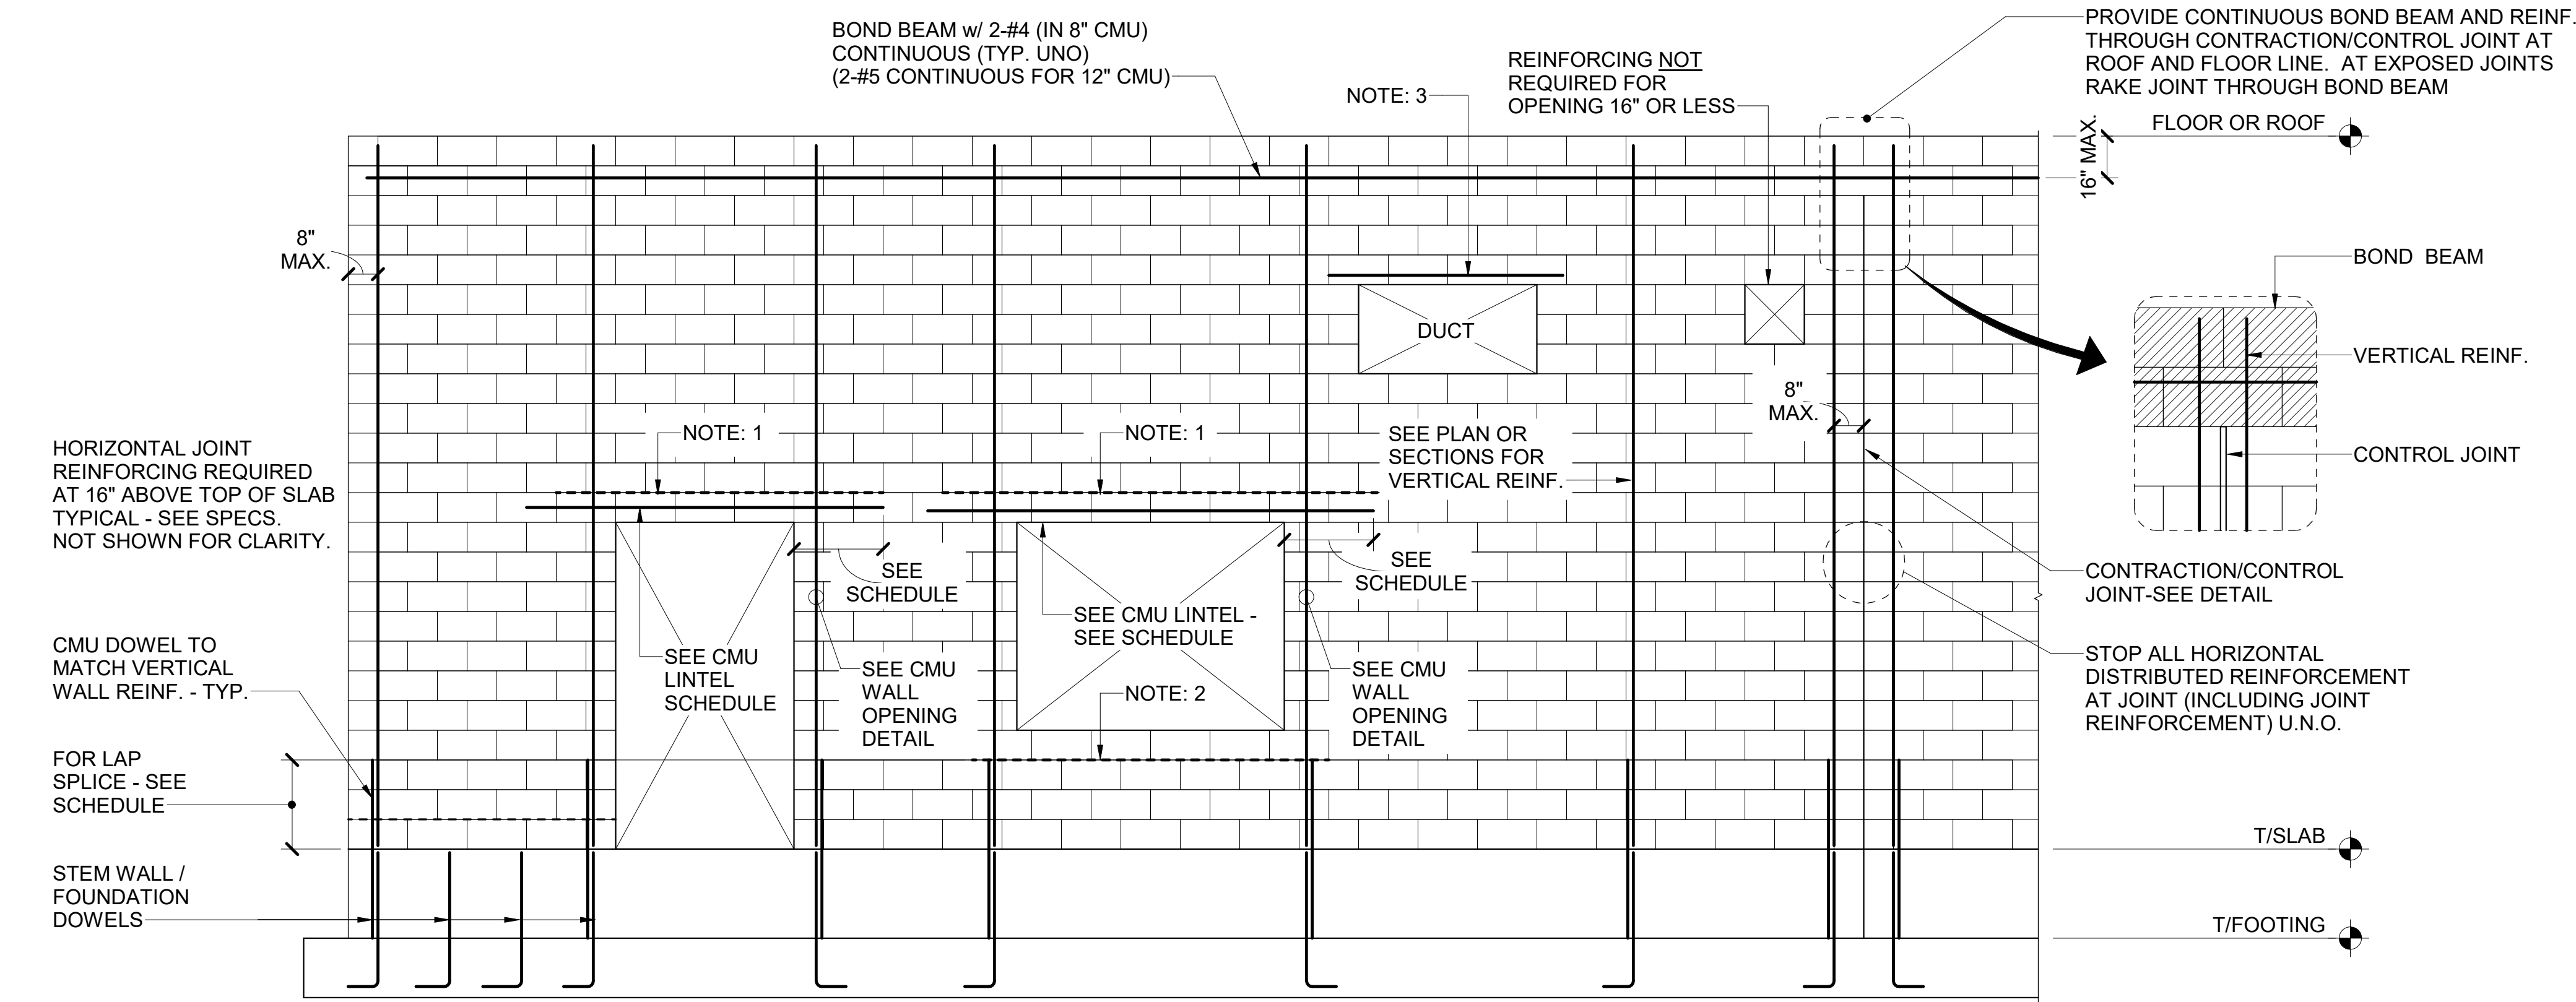 BOND BEAM w/ 2-#4 (IN 8" CMU)
CONTINUOUS (TYP. UNO)
(2-#5 CONTINUOUS FOR 12" CMU)
NOTE: 3
REINFORCING NOT
REQUIRED FOR
OPENING 16" OR LESS
PROVIDE CONTINUOUS BOND BEAM AND REINF.
THROUGH CONTRACTION/CONTROL JOINT AT
ROOF AND FLOOR LINE.  AT EXPOSED JOINTS
RAKE JOINT THROUGH BOND BEAM
FLOOR OR ROOF
16" MAX.
8"
MAX.
BOND  BEAM
VERTICAL REINF.
CONTROL JOINT
DUCT
8"
MAX.
HORIZONTAL JOINT
REINFORCING REQUIRED
AT 16" ABOVE TOP OF SLAB
TYPICAL - SEE SPECS.
NOT SHOWN FOR CLARITY.
NOTE: 1
NOTE: 1
SEE PLAN OR
SECTIONS FOR
VERTICAL REINF.
SEE
SCHEDULE
SEE
SCHEDULE
CONTRACTION/CONTROL
JOINT-SEE DETAIL
CMU DOWEL TO
MATCH VERTICAL
WALL REINF. - TYP.
SEE CMU
LINTEL
SCHEDULE
SEE CMU
WALL
OPENING
DETAIL
SEE CMU LINTEL -
SEE SCHEDULE
NOTE: 2
SEE CMU
WALL
OPENING
DETAIL
STOP ALL HORIZONTAL
DISTRIBUTED REINFORCEMENT
AT JOINT (INCLUDING JOINT
REINFORCEMENT) U.N.O.
FOR LAP
SPLICE - SEE
SCHEDULE
T/SLAB
STEM WALL /
FOUNDATION
DOWELS
T/FOOTING